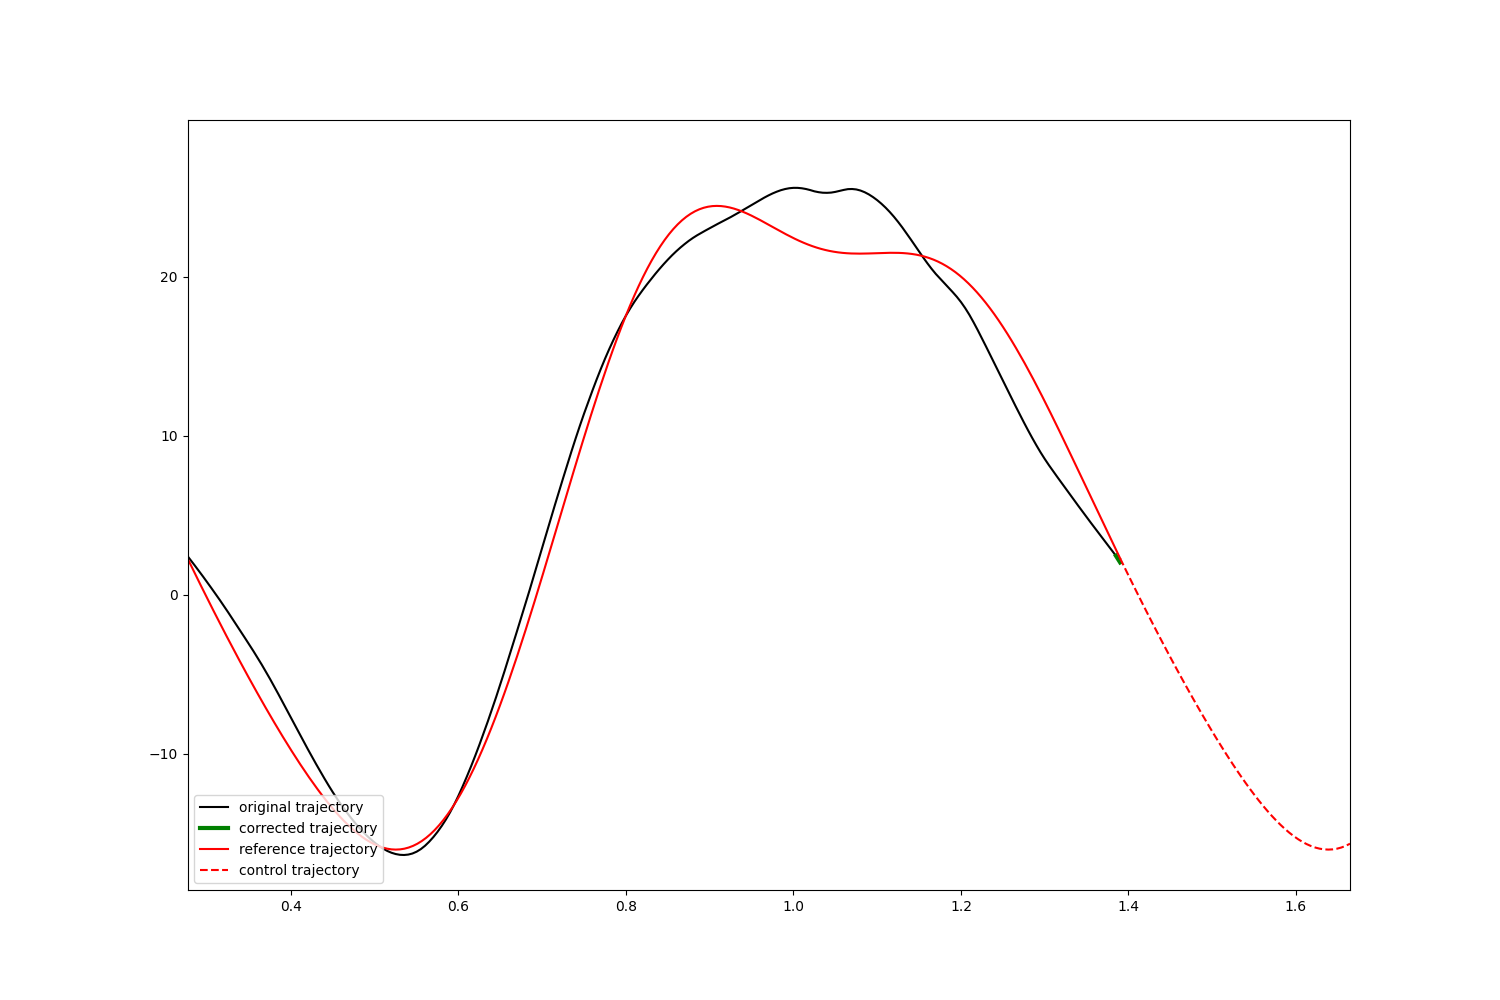 20
10
0
−10
original trajectory
corrected trajectory
reference trajectory
control trajectory
0.4 0.6 0.8 1.0 1.2 1.4 1.6